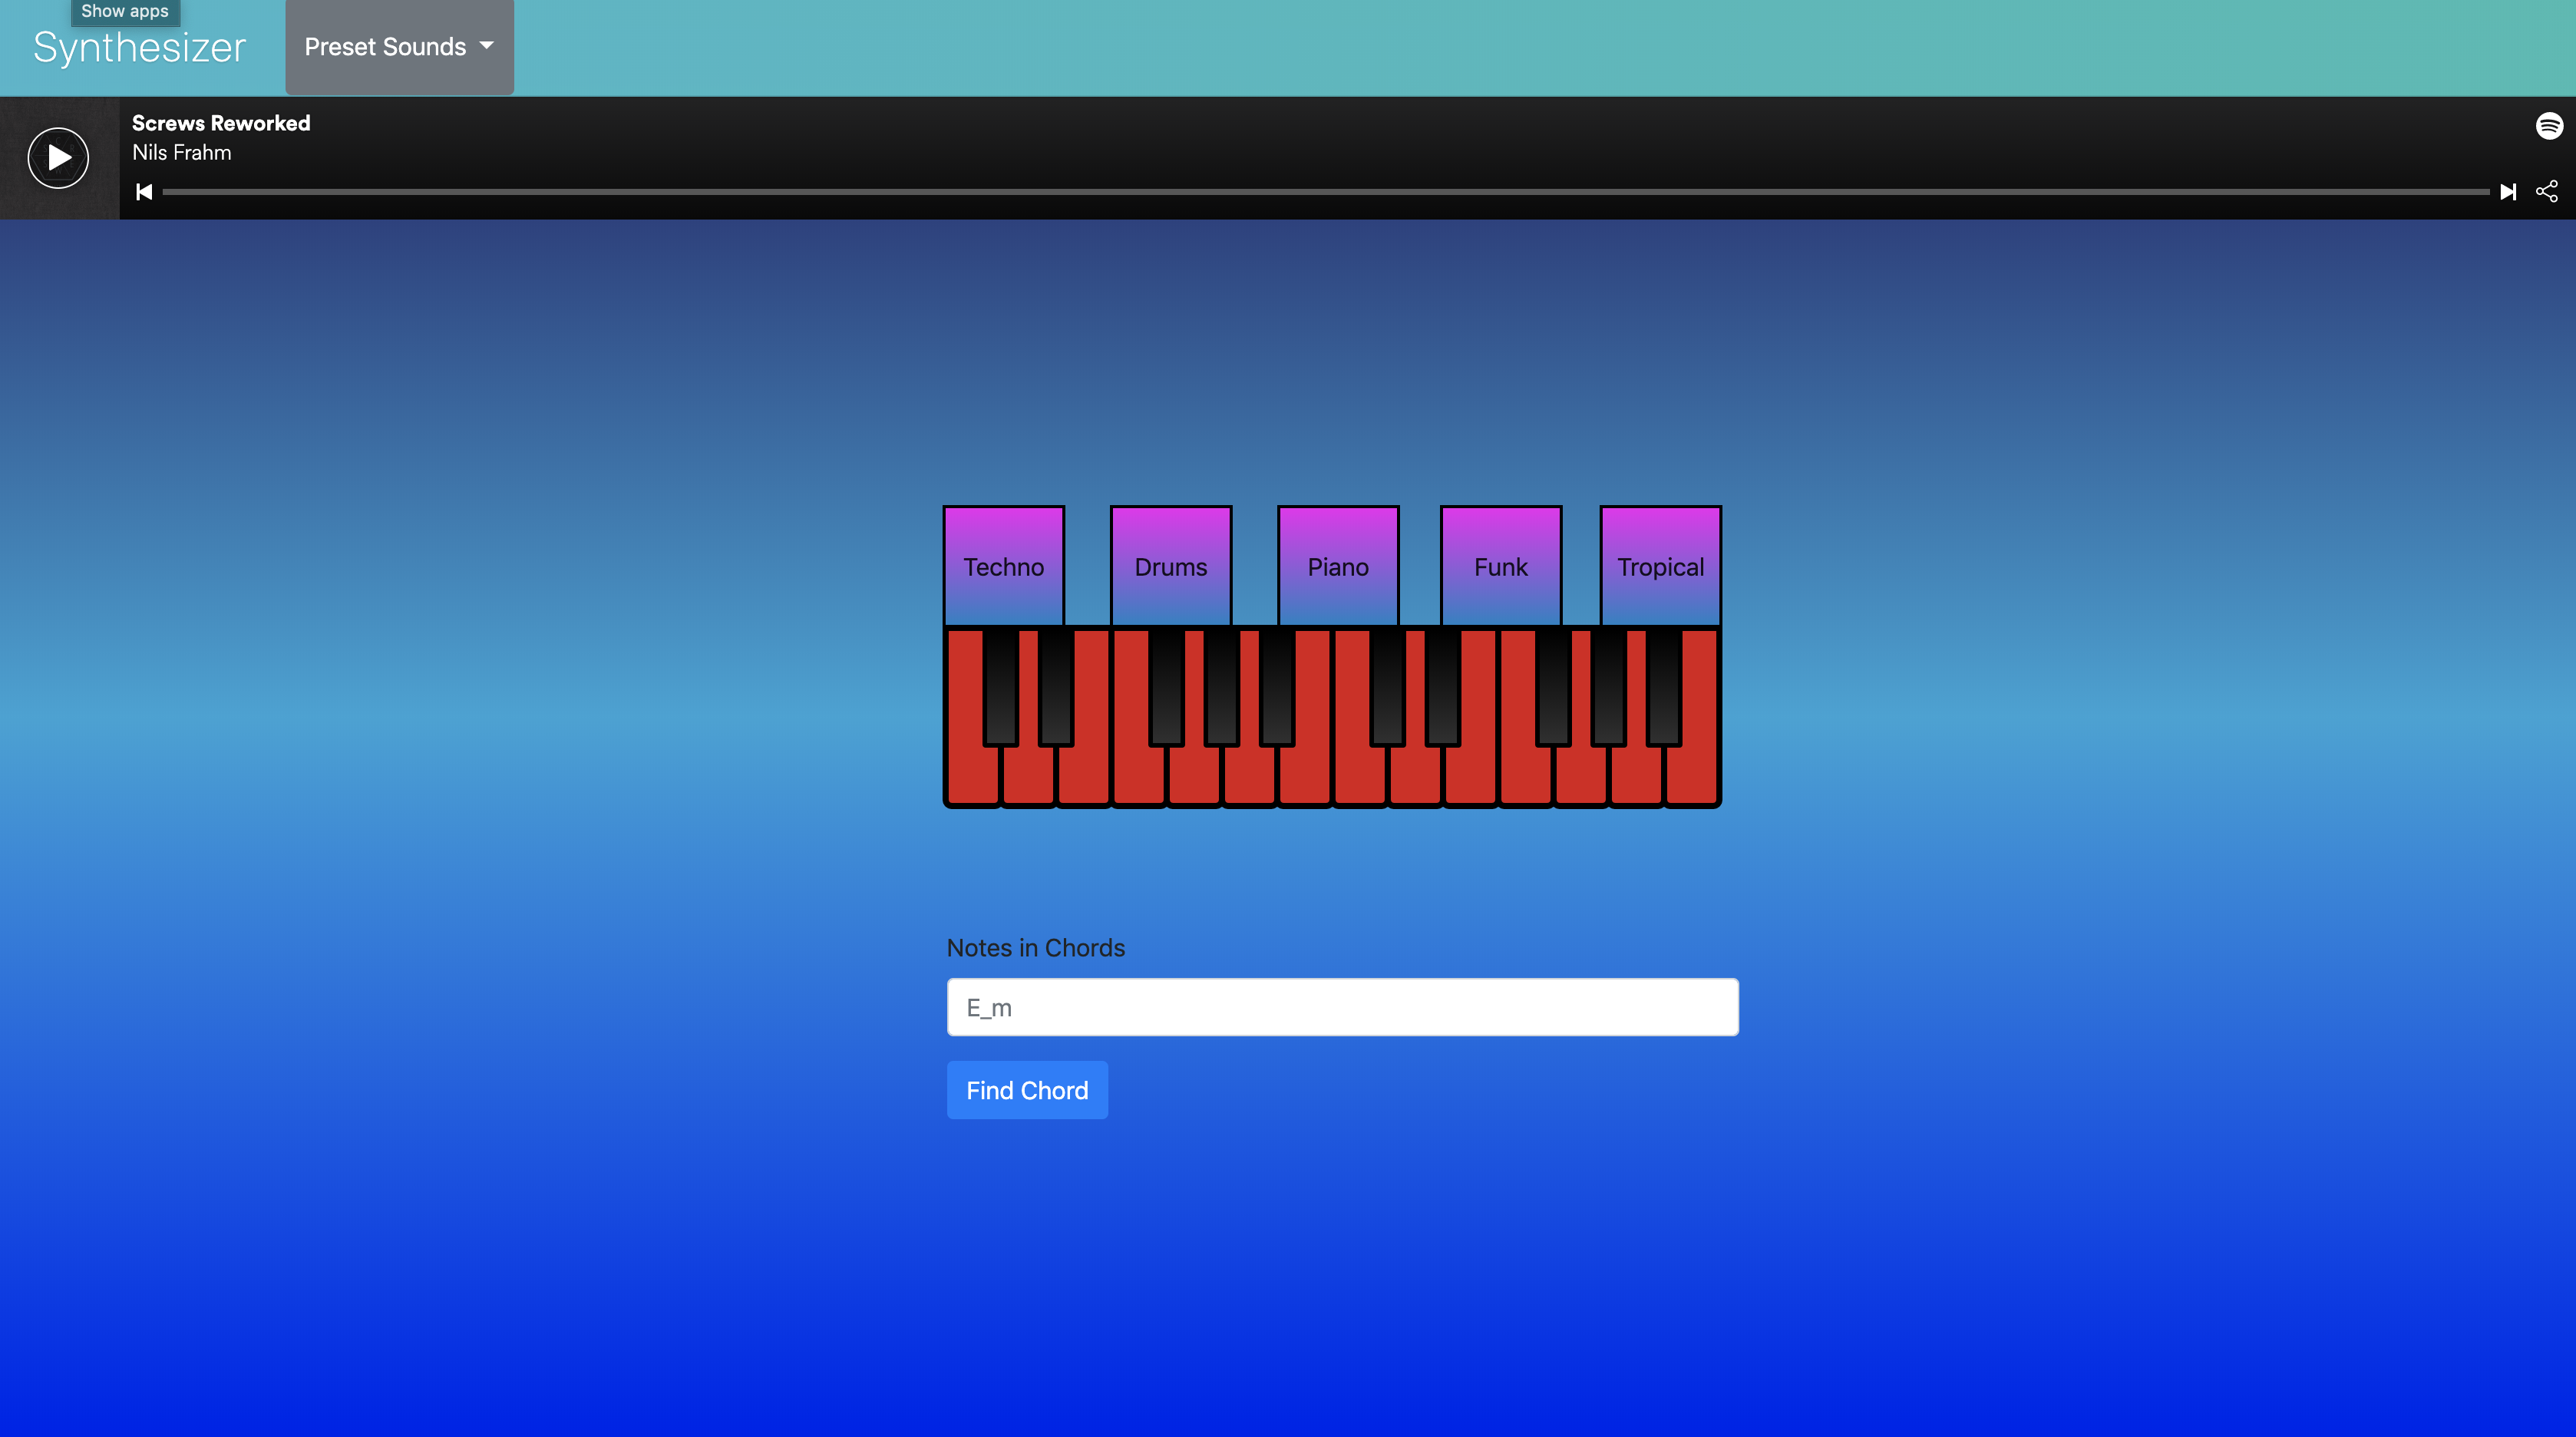 Show apps
Synthesizer
Preset Sounds
Screws Reworked
Nils Frahm
Techno
Drums
Piano
Funk
Tropical
Notes in Chords
E_m
Find Chord